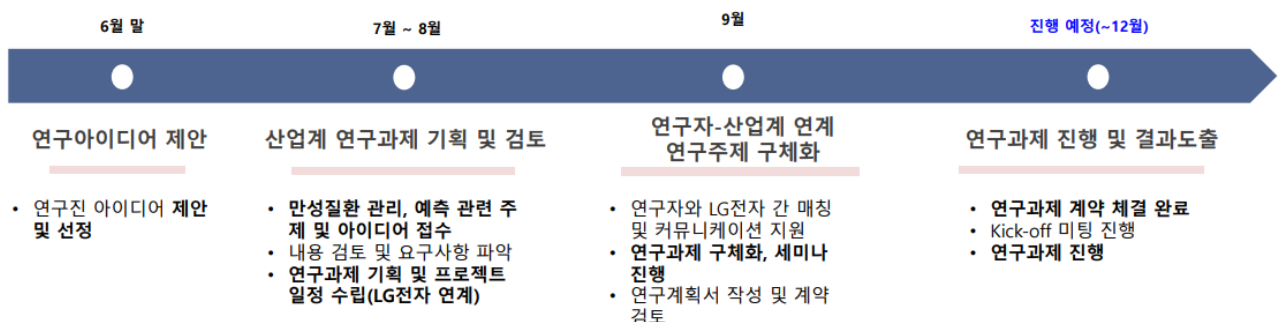 6월 말
7월 ~ 8월
9월
진행 예정(~12월)
연구아이디어 제안
산업계 연구과제 기획 및 검토
연구자-산업계 연계
연구주제 구체화
연구과제 진행 및 결과도출
• 연구진 아이디어 제안
및 선정
• 만성질환 관리, 예측 관련 주
제 및 아이디어 접수
• 내용 검토 및 요구사항 파악
• 연구과제 기획 및 프로젝트
일정 수립(LG전자 연계)
• 연구자와 LG전자 간 매칭
및 커뮤니케이션 지원
• 연구과제 구체화, 세미나
진행
• 연구계획서 작성 및 계약
검토
• 연구과제 계약 체결 완료
• Kick-off 미팅 진행
• 연구과제 진행